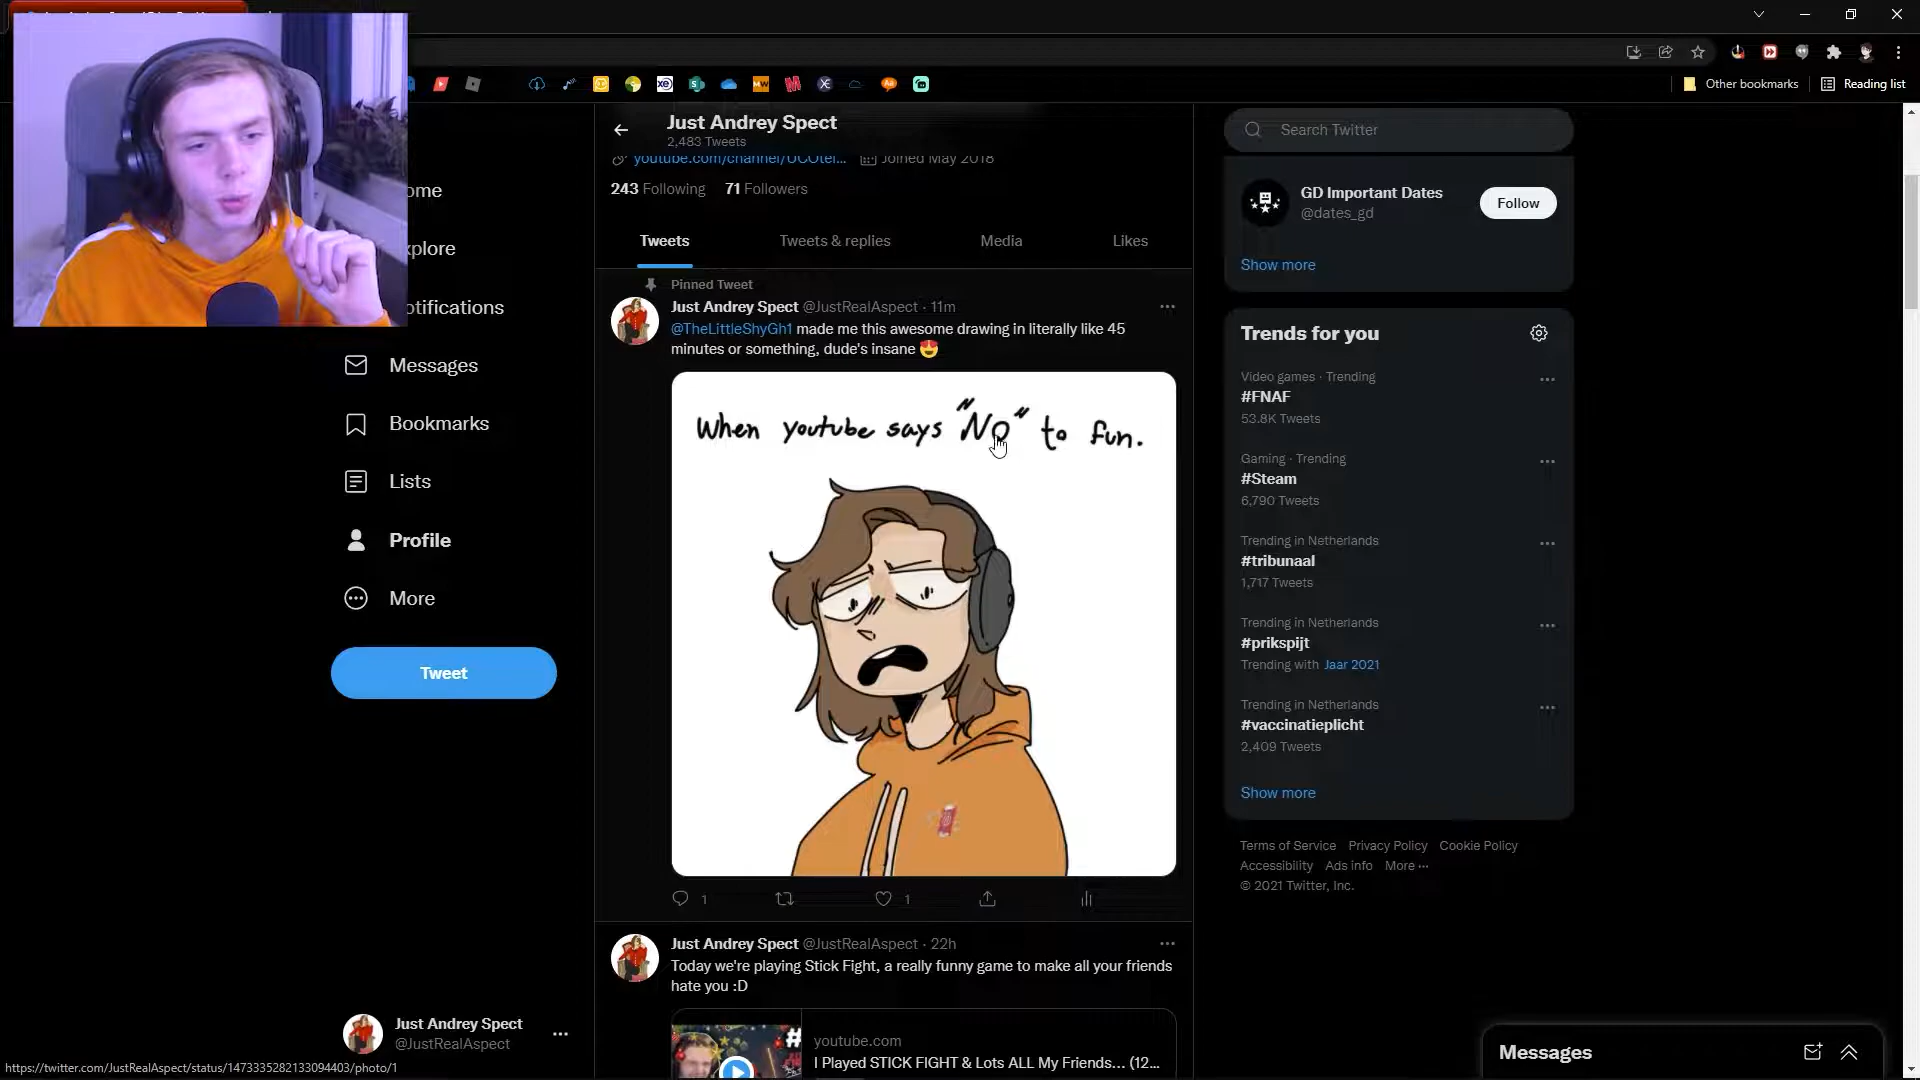 Other bookmarks
Reading list
Just Andrey Spect
2,483 Tweets
youtube.com/channel/UCOtei...
Joined May 2018
243 Following 71 Followers
Tweets
Tweets & replies
Media
Likes
Pinned Tweet
Just Andrey Spect @JustRealAspect · 11m
@TheLittleShyGh1 made me this awesome drawing in literally like 45
minutes or something, dude's insane
When youtube says "No" to fun.
1
1
Just Andrey Spect @JustRealAspect · 22h
Today we're playing Stick Fight, a really funny game to make all your friends
hate you :D
youtube.com
I Played STICK FIGHT & Lots ALL My Friends... (12...
ome
xplore
otifications
Messages
Bookmarks
Lists
Profile
More
Tweet
Just Andrey Spect
@JustRealAspect
https://twitter.com/JustRealAspect/status/1473335282133094403/photo/1
Search Twitter
GD Important Dates
@dates_gd
Follow
Show more
Trends for you
Video games · Trending
#FNAF
53.8K Tweets
Gaming · Trending
#Steam
6,790 Tweets
Trending in Netherlands
#tribunaal
1,717 Tweets
Trending in Netherlands
#prikspijt
Trending with Jaar 2021
Trending in Netherlands
#vaccinatieplicht
2,409 Tweets
Show more
Terms of Service Privacy Policy Cookie Policy
Accessibility Ads info More ···
© 2021 Twitter, Inc.
Messages